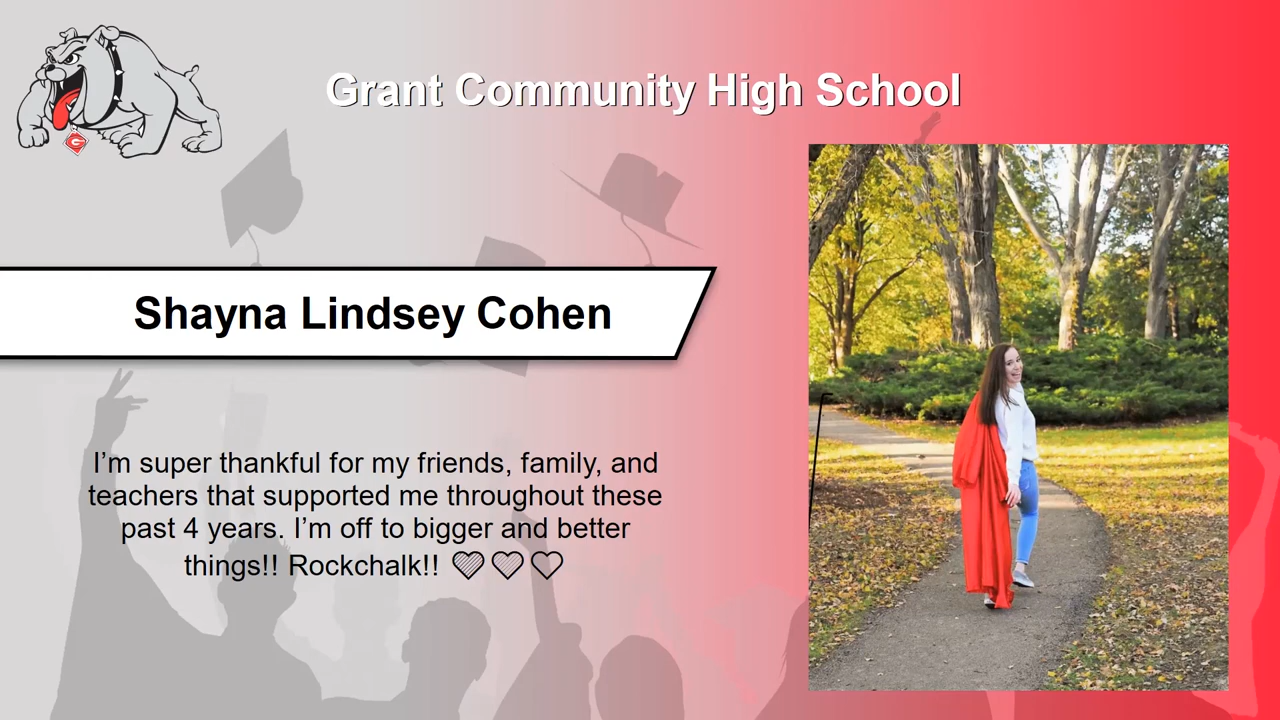 Grant Community High School
G
Shayna Lindsey Cohen
I’m super thankful for my friends, family, and
teachers that supported me throughout these
past 4 years. I’m off to bigger and better
things!! Rockchalk!! 🤍🤍🤍